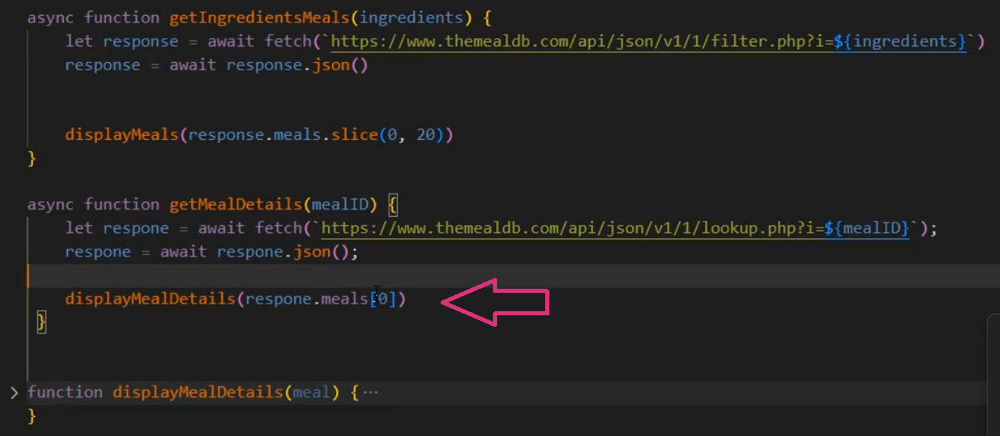 async function getIngredientsMeals(ingredients) {
let response = await fetch(`https://www.themealdb.com/api/json/v1/1/filter.php?i=${ingredients}`)
response = await response.json()
displayMeals(response.meals.slice(0, 20))
}
async function getMealDetails(mealID) {
let respone = await fetch(`https://www.themealdb.com/api/json/v1/1/lookup.php?i=${mealID}`);
respone = await respone.json();
displayMealDetails(respone.meals[0])
}
function displayMealDetails(meal) {···
}